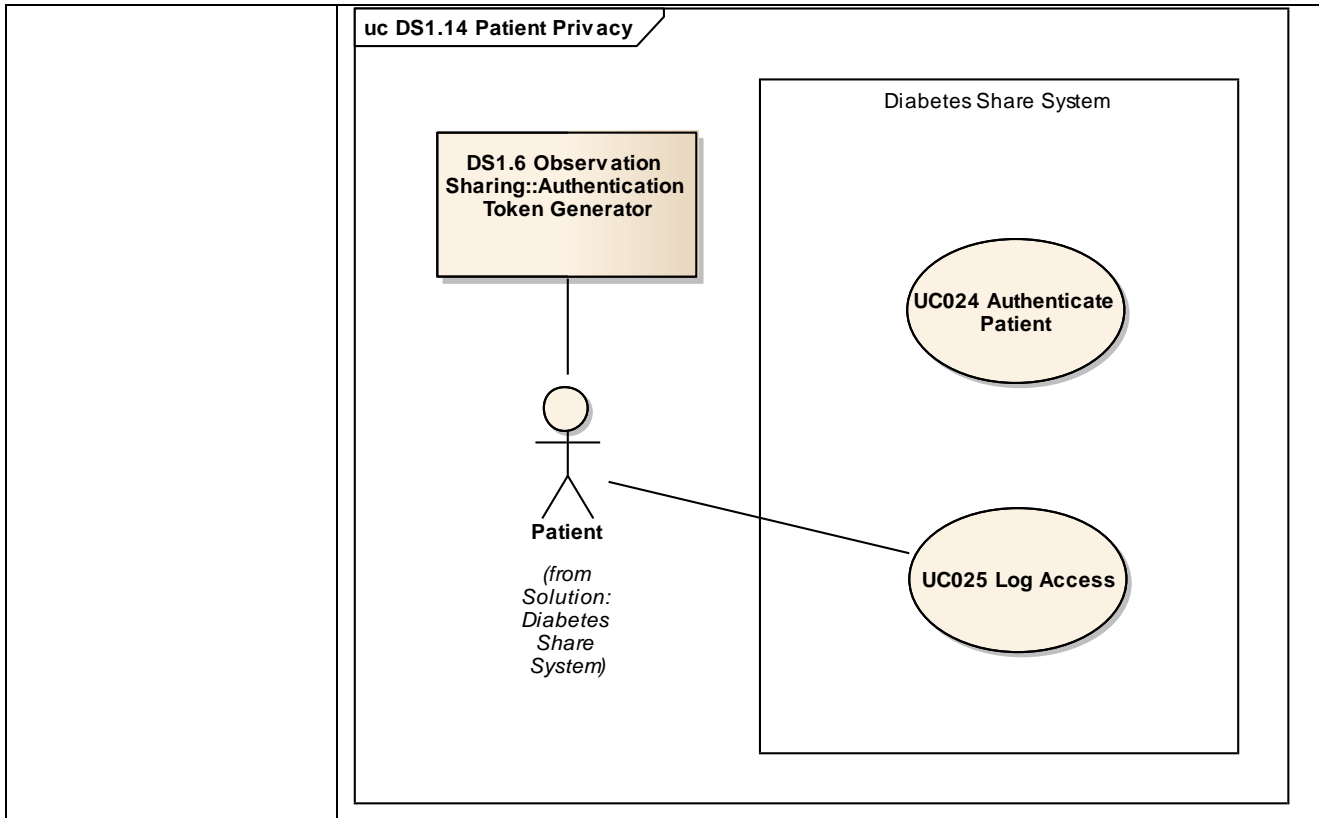 uc DS1.14 Patient Privacy
Diabetes Share System
DS1.6 Observation
Sharing::Authentication
Token Generator
UC024 Authenticate
Patient
Patient
(from
Solution:
Diabetes
Share
System)
UC025 Log Access